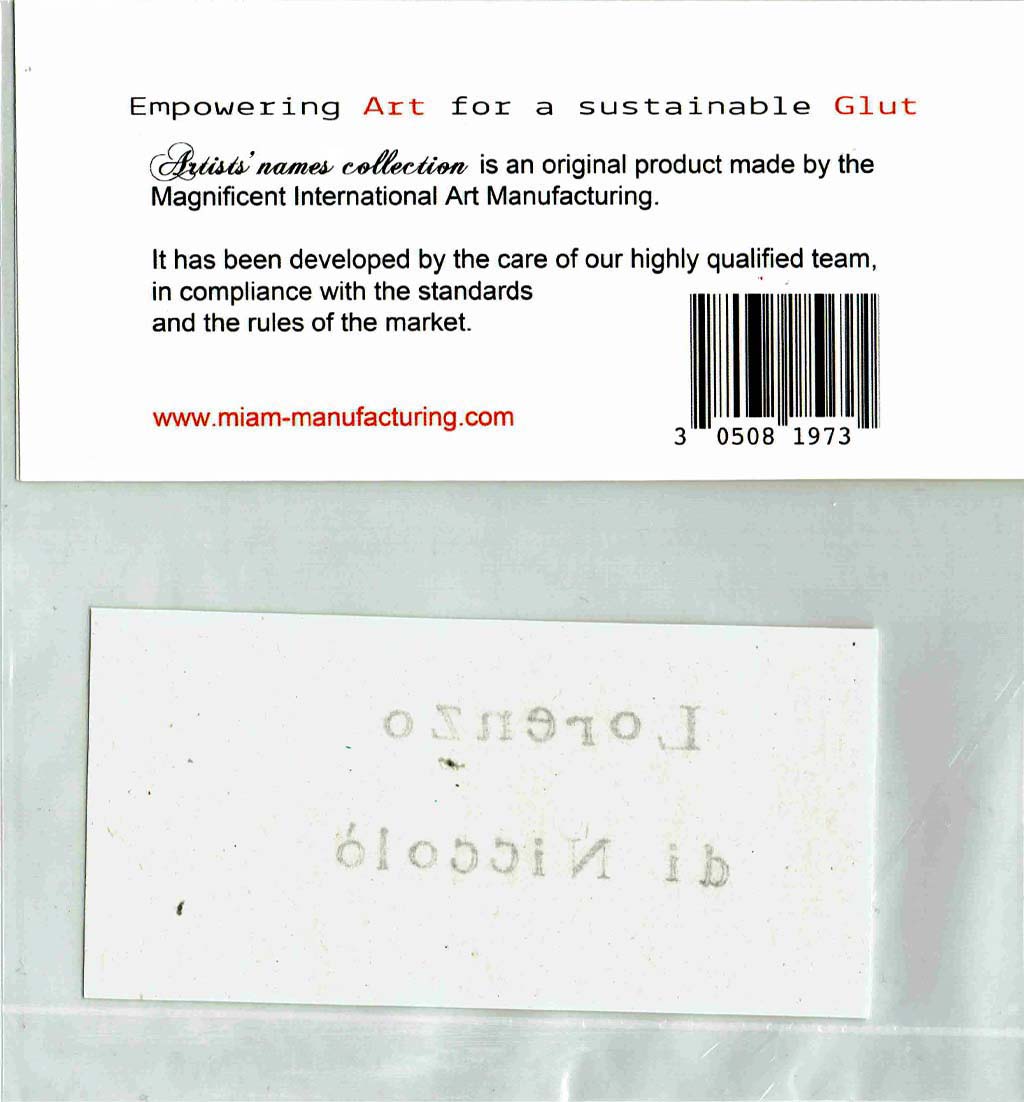 Empowering Art for a sustainable Glut
Artists' names collection is an original product made by the
Magnificent International Art Manufacturing.
It has been developed by the care of our highly qualified team,
in compliance with the standards
and the rules of the market.
www.miam-manufacturing.com
3 0508 1973
Lorenzo
di Niccolò